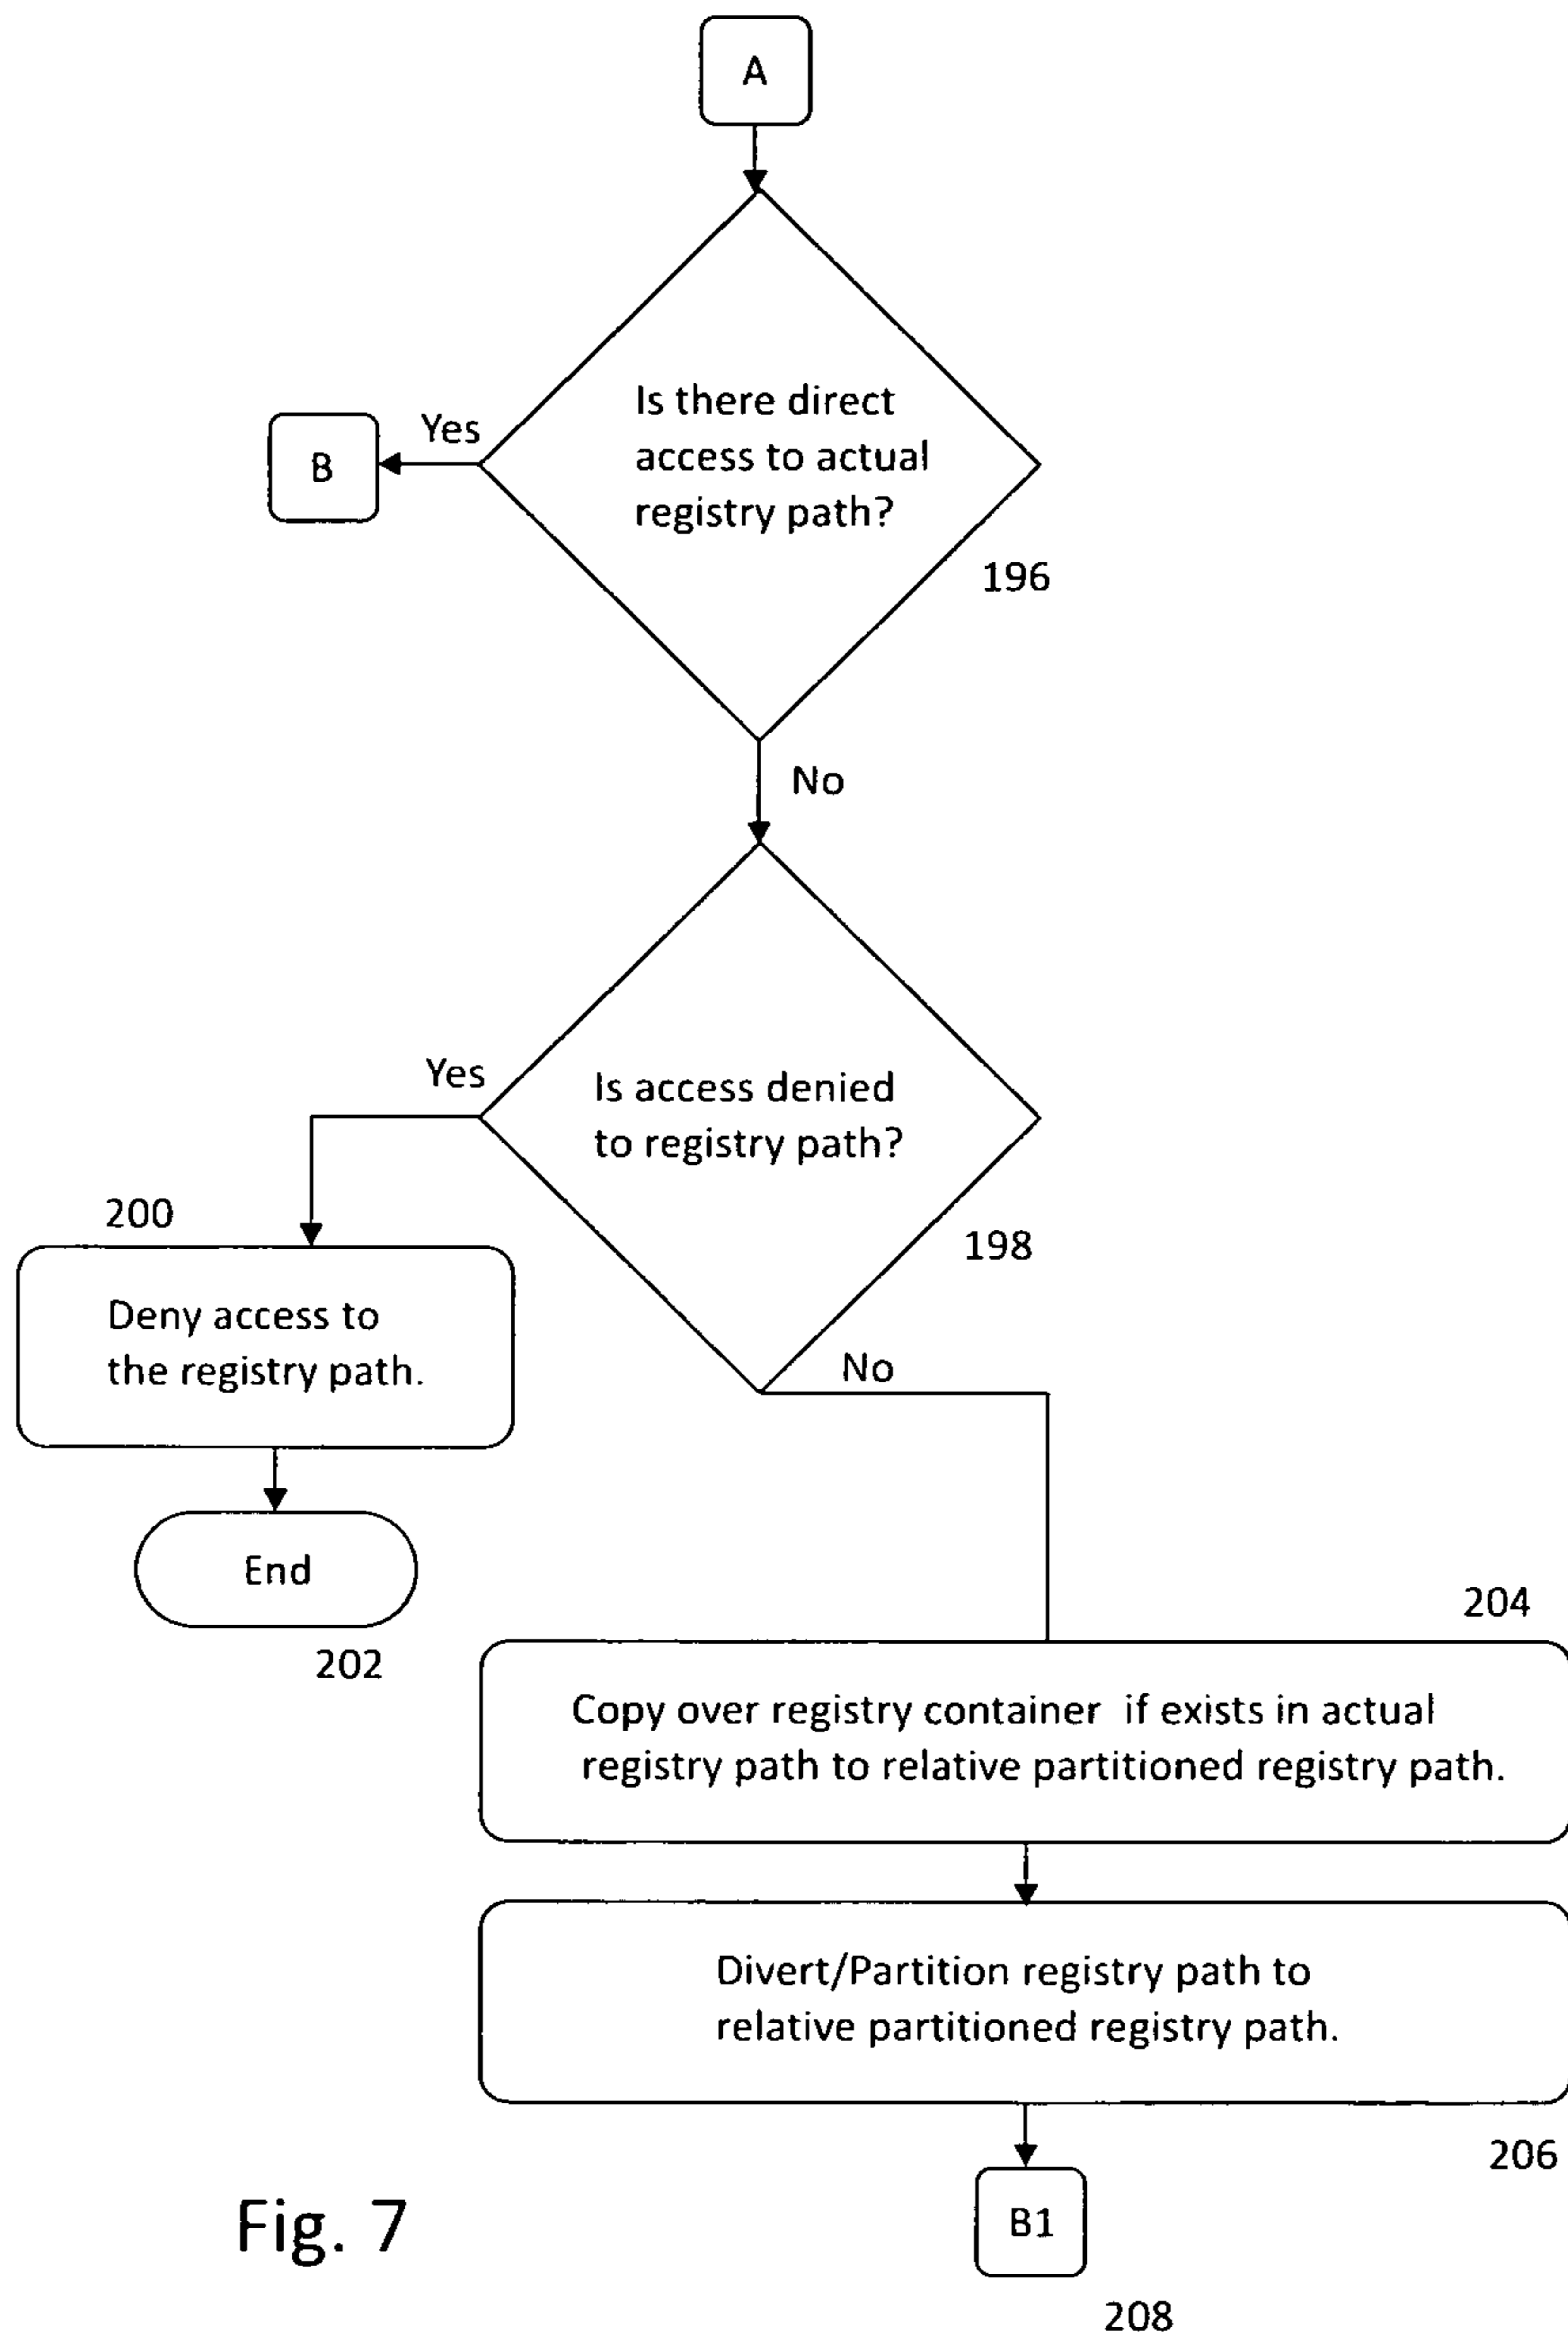 A
Is there direct
access to actual
registry path?
Yes
B
196
No
Is access denied
to registry path?
Yes
198
200
Deny access to
the registry path.
No
End
202
204
Copy over registry container if exists in actual
registry path to relative partitioned registry path.
Divert/Partition registry path to
relative partitioned registry path.
206
B1
208
Fig. 7